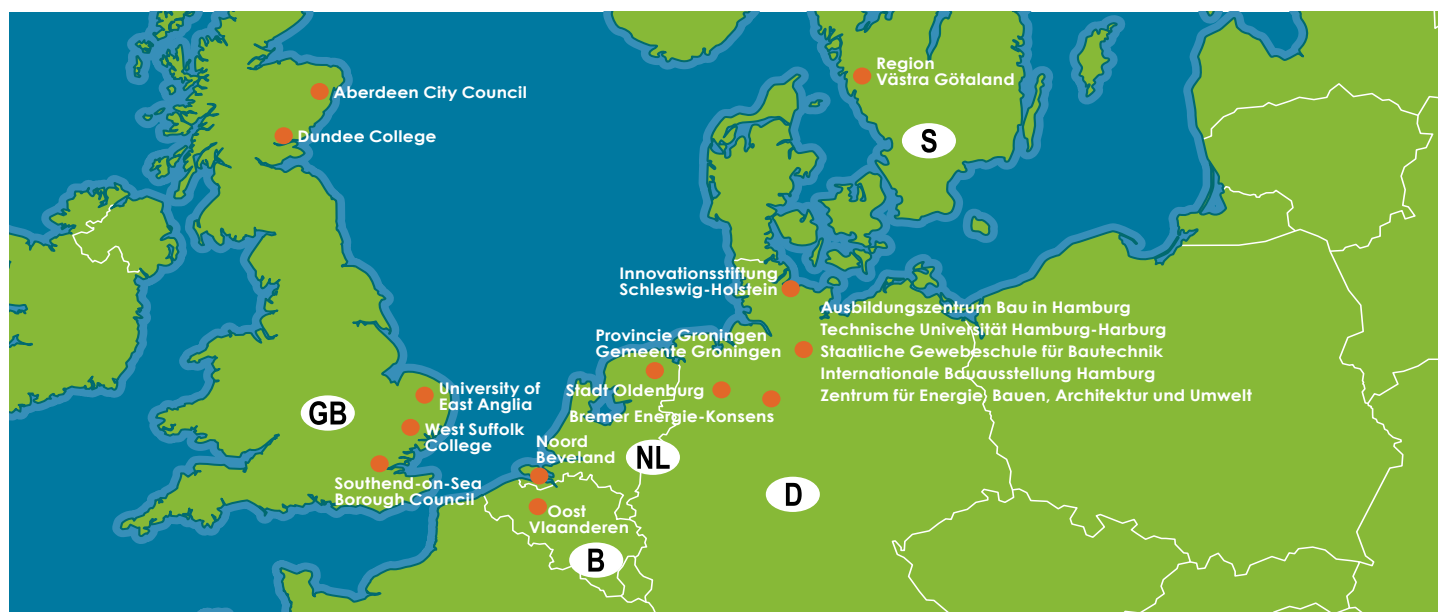 Region
Västra Götaland
Aberdeen City Council
Dundee College
S
Innovationsstiftung
Schleswig-Holstein
Ausbildungszentrum Bau in Hamburg
Technische Universität Hamburg-Harburg
Staatliche Gewebeschule für Bautechnik
Internationale Bauausstellung Hamburg
Zentrum für Energie, Bauen, Architektur und Umwelt
Provincie Groningen
Gemeente Groningen
Stadt Oldenburg
Bremer Energie-Konsens
University of
East Anglia
GB
West Suffolk
College
Noord
Beveland
NL
Southend-on-Sea
Borough Council
D
Oost
Vlaanderen
B